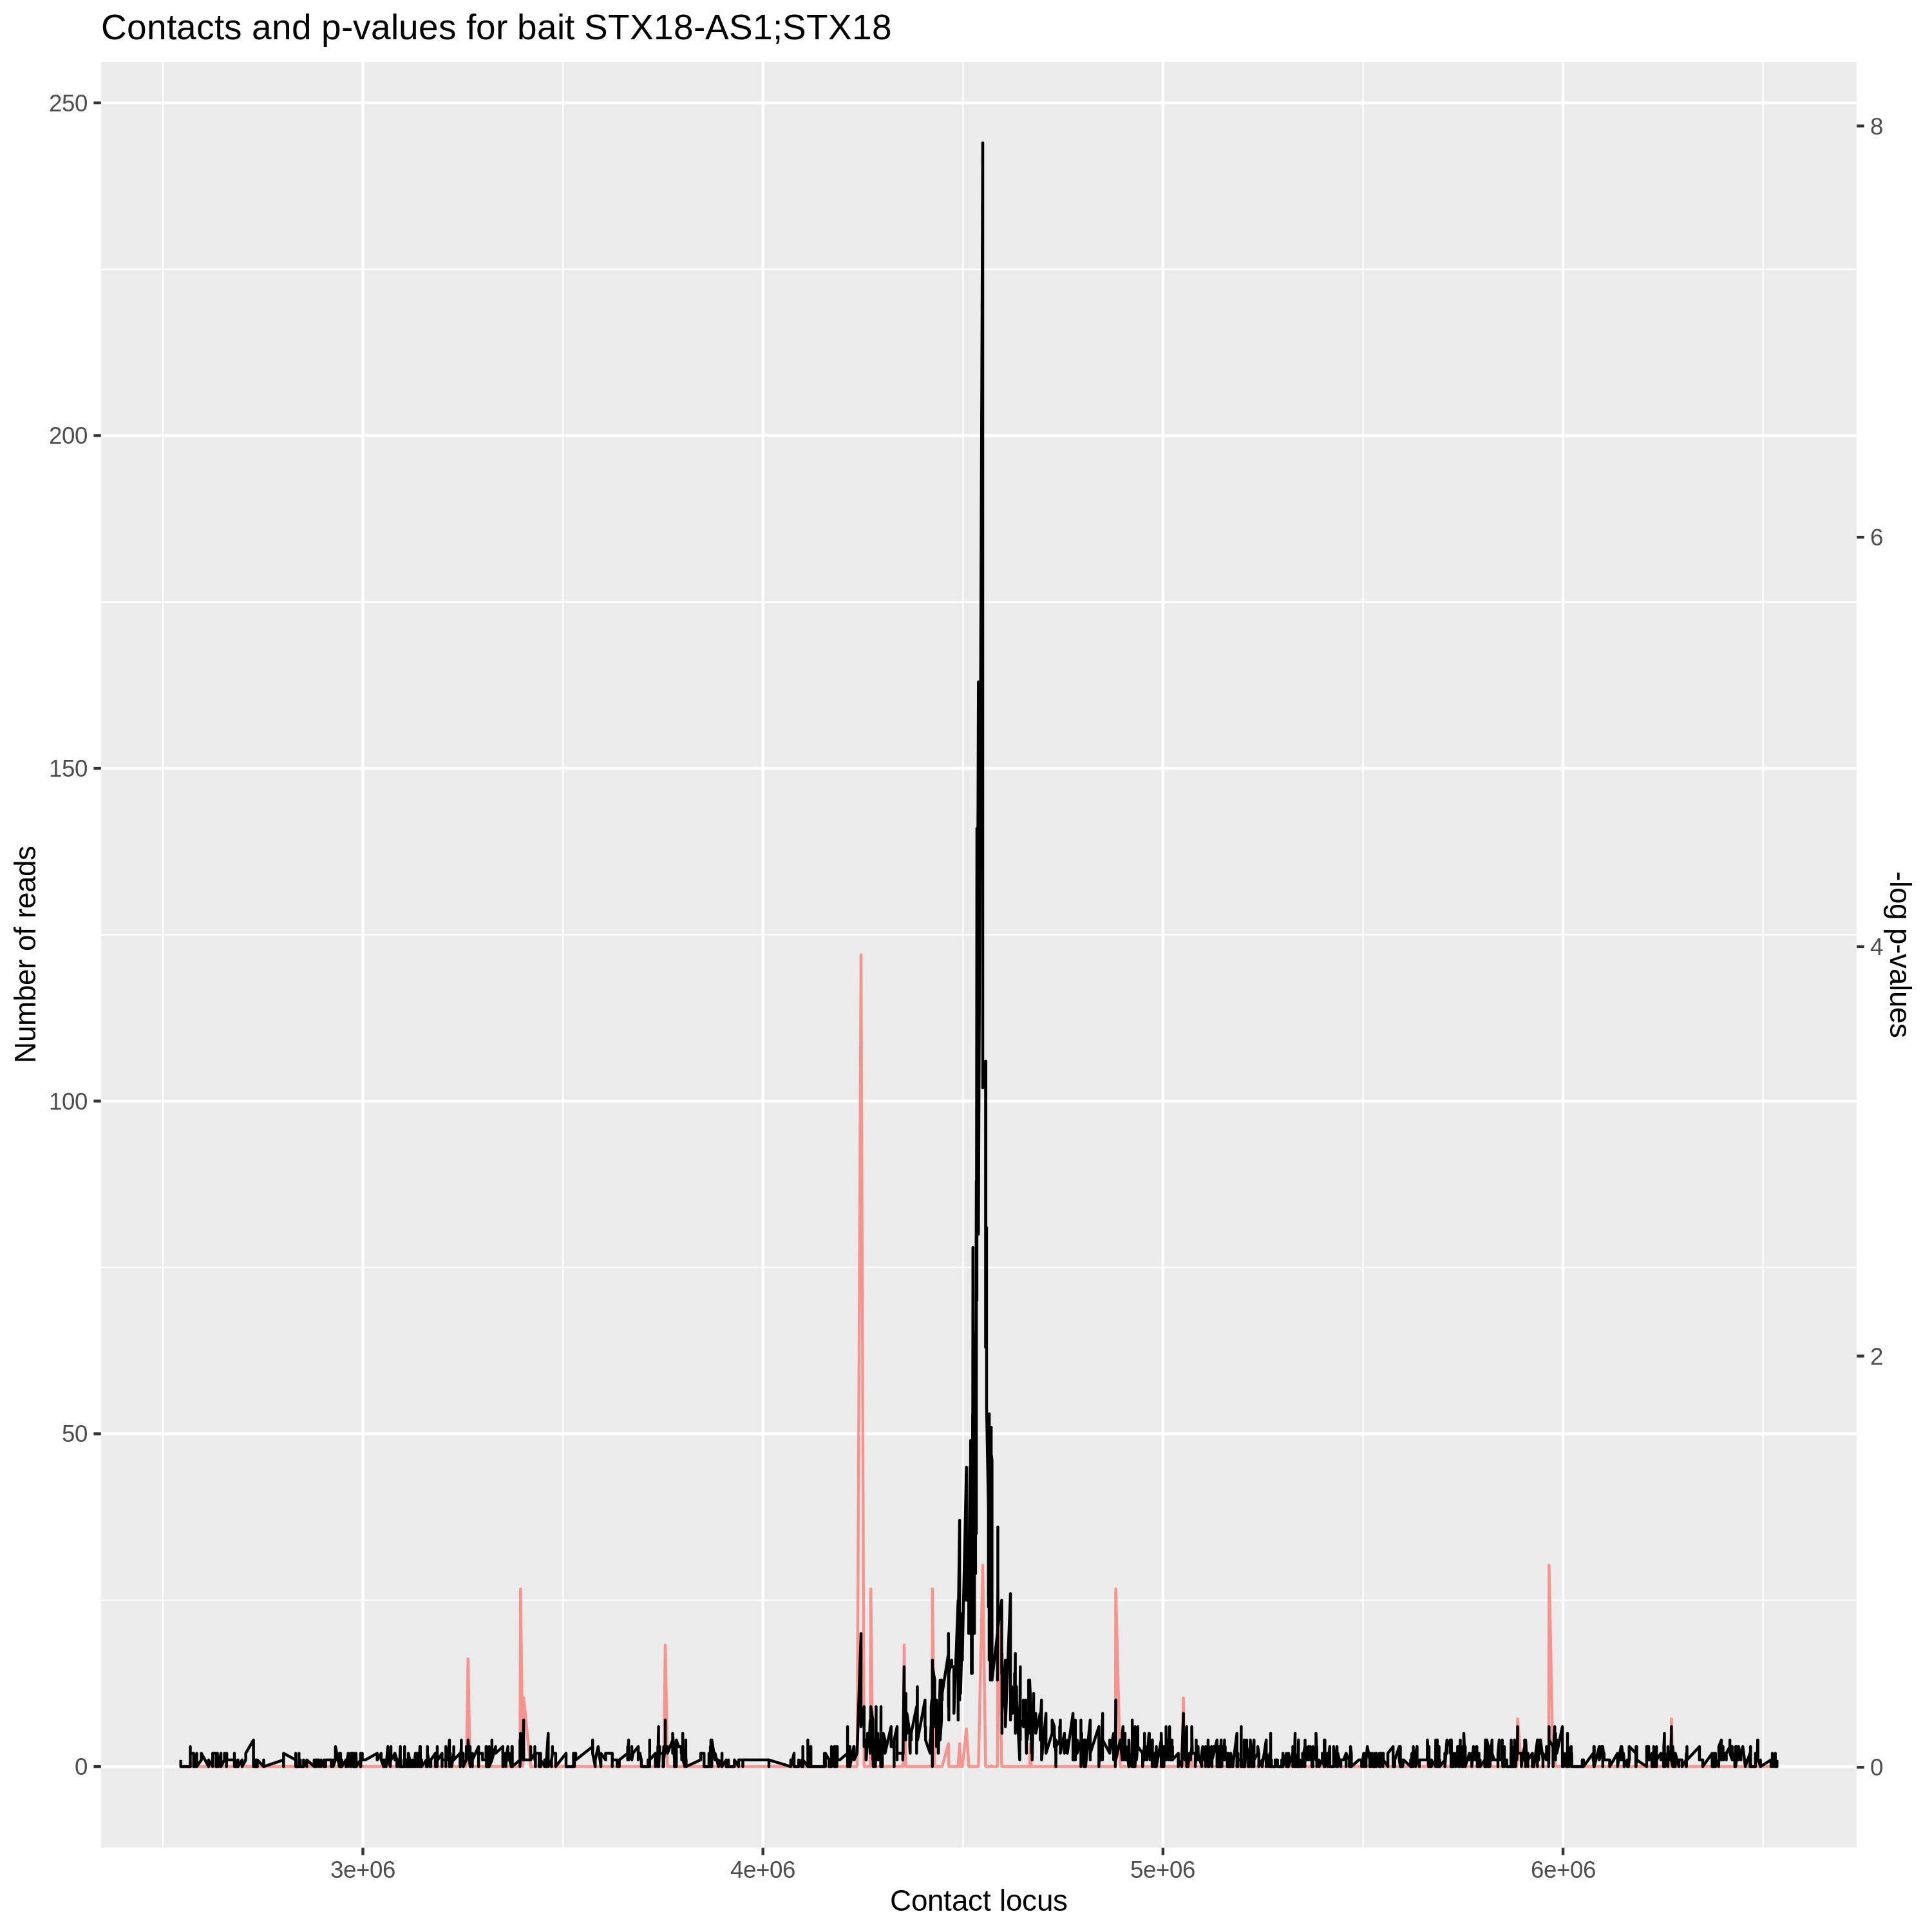 Contacts and p-values for bait STX18-AS1;STX18
250
200
150
100
50
0
Number of reads
8
6
4
2
0
-log p-values
3e+06
4e+06
5e+06
6e+06
Contact locus